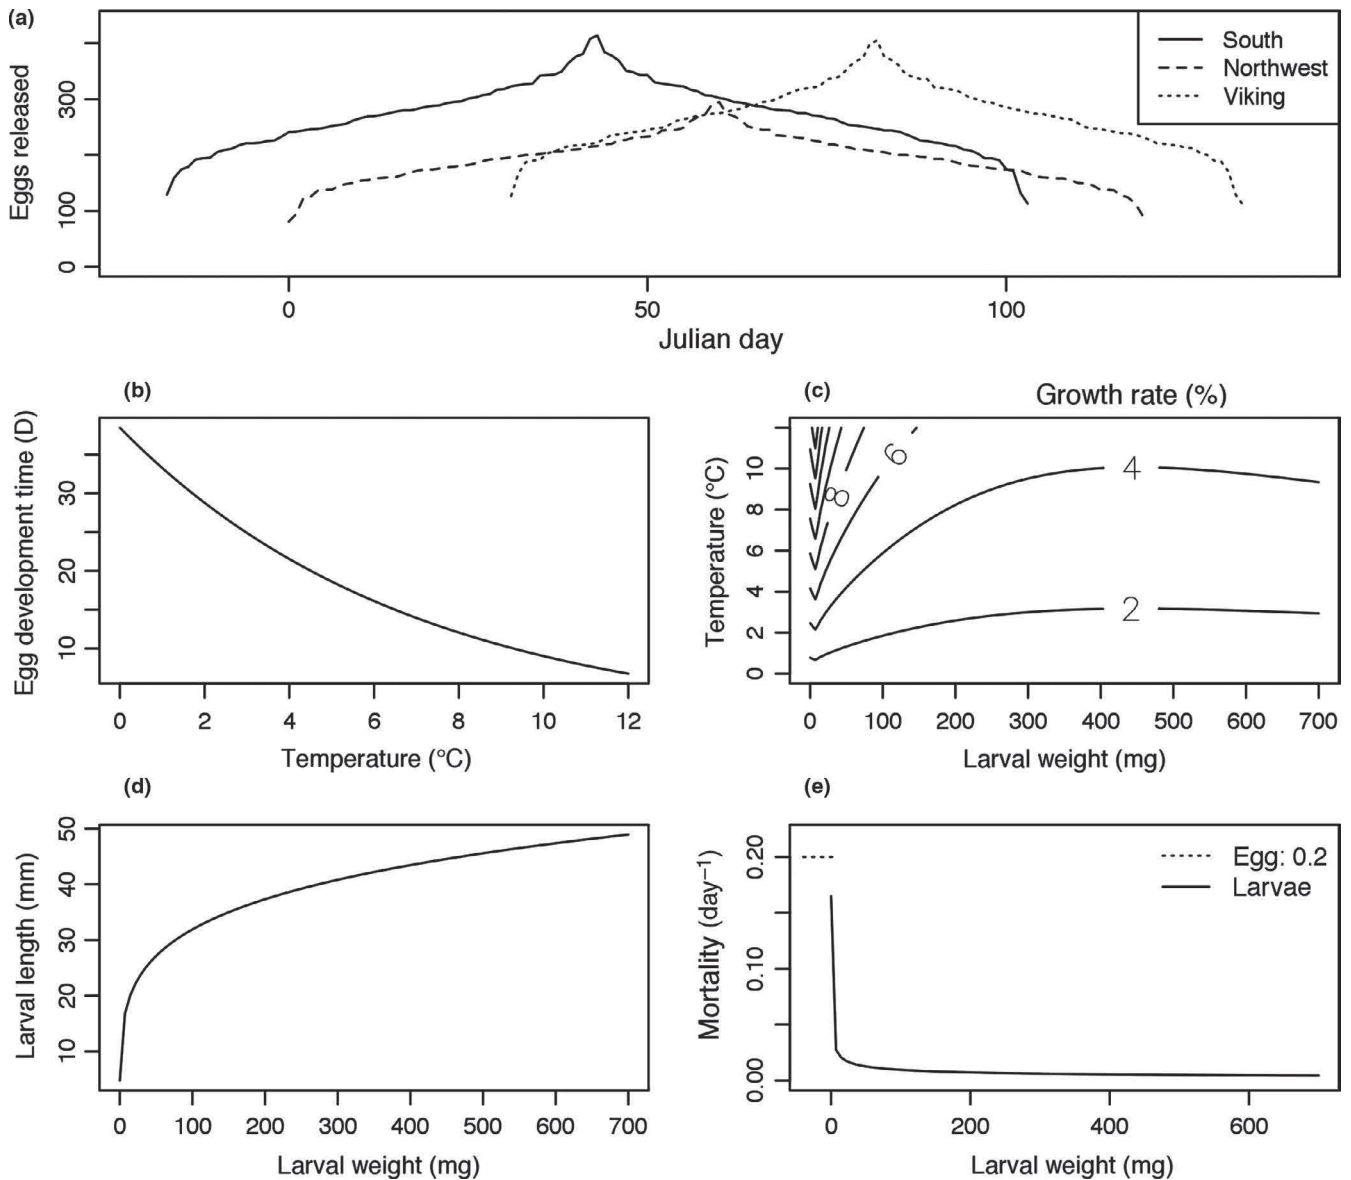 (a)
South
Northwest
Viking
Eggs released
0
100
300
0
50
100
Julian day
(b)
Egg development time (D)
10
20
30
0 2 4 6 8 10 12
Temperature (°C)
(c)
Growth rate (%)
Temperature (°C)
0
2
4
6
8
10
8
6
4
2
0 100 200 300 400 500 600 700
Larval weight (mg)
(d)
Larval length (mm)
10
20
30
40
50
0 100 200 300 400 500 600 700
Larval weight (mg)
(e)
Mortality (day⁻¹)
0.00
0.10
0.20
Egg: 0.2
Larvae
0 200 400 600
Larval weight (mg)